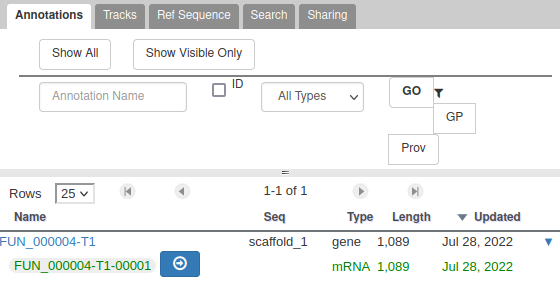 Annotations Tracks Ref Sequence Search Sharing
Show All Show Visible Only
Annotation Name ID All Types GO
GP
Prov
Rows 25 1-1 of 1
Name Seq Type Length Updated
FUN_000004-T1 scaffold_1 gene 1,089 Jul 28, 2022
FUN_000004-T1-00001 mRNA 1,089 Jul 28, 2022